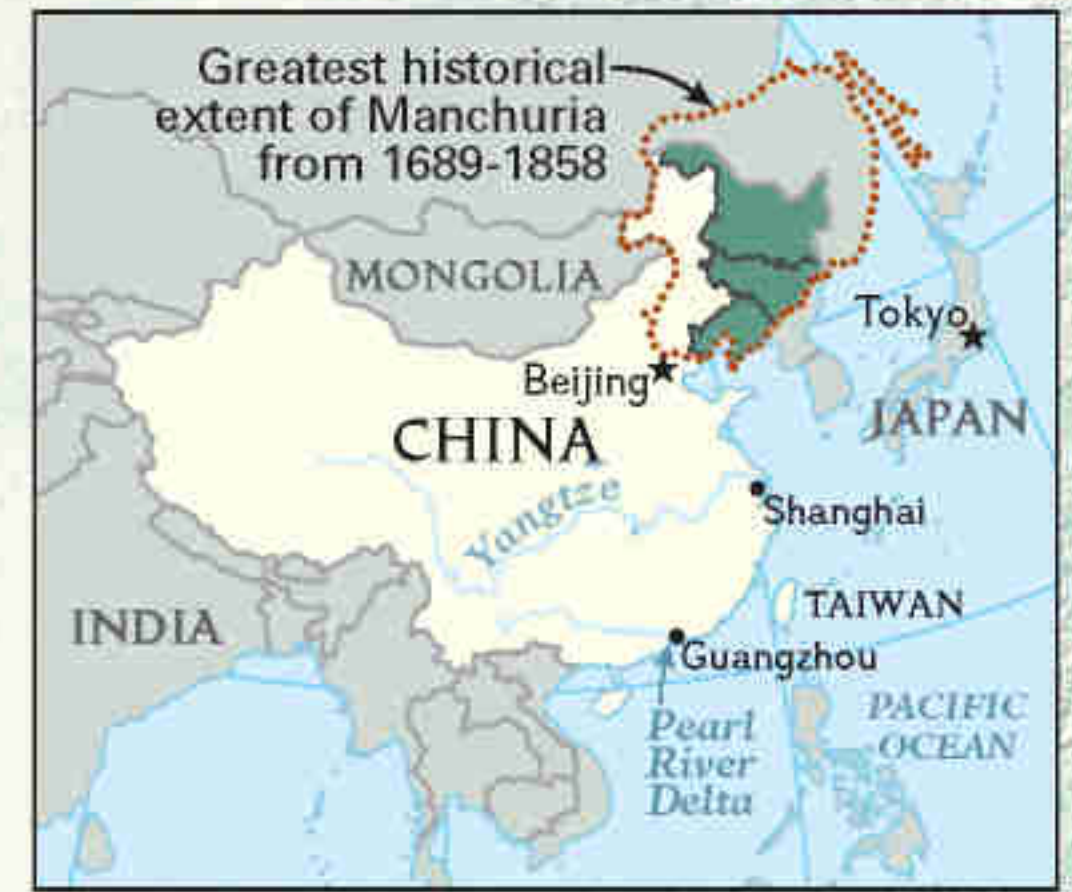 Greatest historical
extent of Manchuria
from 1689-1858
MONGOLIA
Tokyo
Beijing
JAPAN
CHINA
Yangtze
Shanghai
TAIWAN
INDIA
Guangzhou
PACIFIC
OCEAN
Pearl
River
Delta